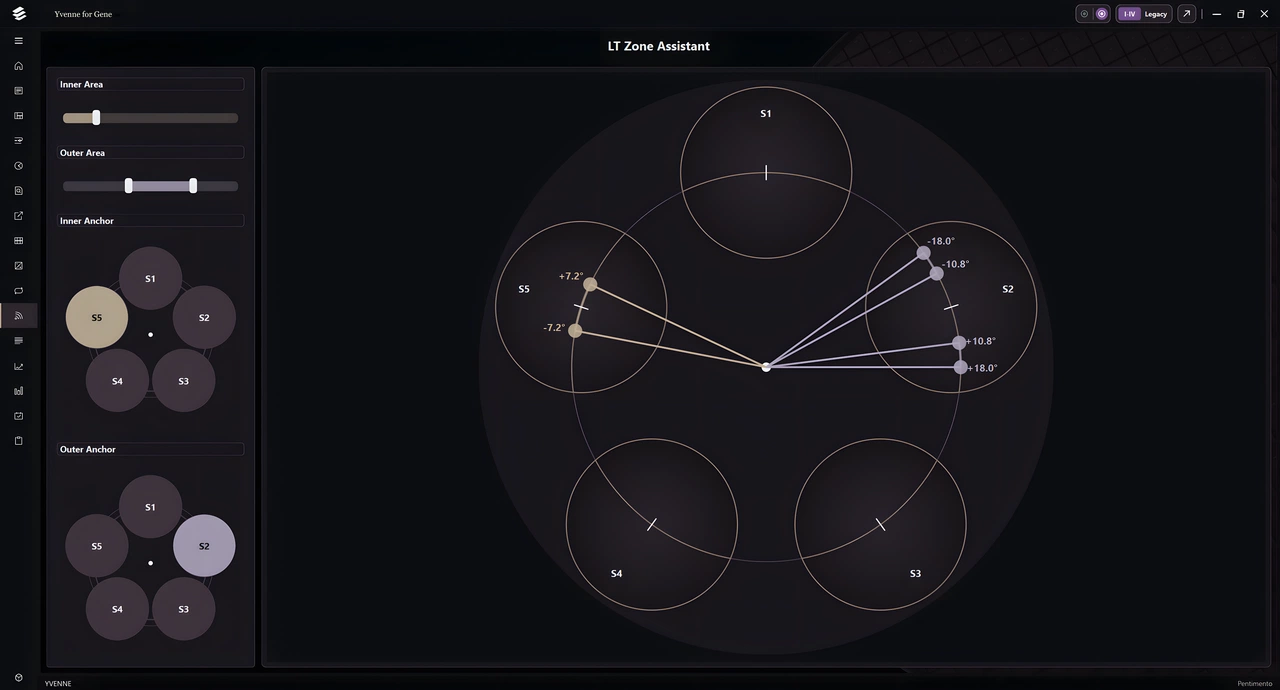 Yvenne for Gene
I·IV Legacy
LT Zone Assistant
Inner Area
Outer Area
Inner Anchor
S1
S5
S2
S4
S3
Outer Anchor
S1
S5
S2
S4
S3
S1
-18.0°
-10.8°
+7.2°
S5
S2
-7.2°
+10.8°
+18.0°
S4
S3
YVENNE
Pentimento